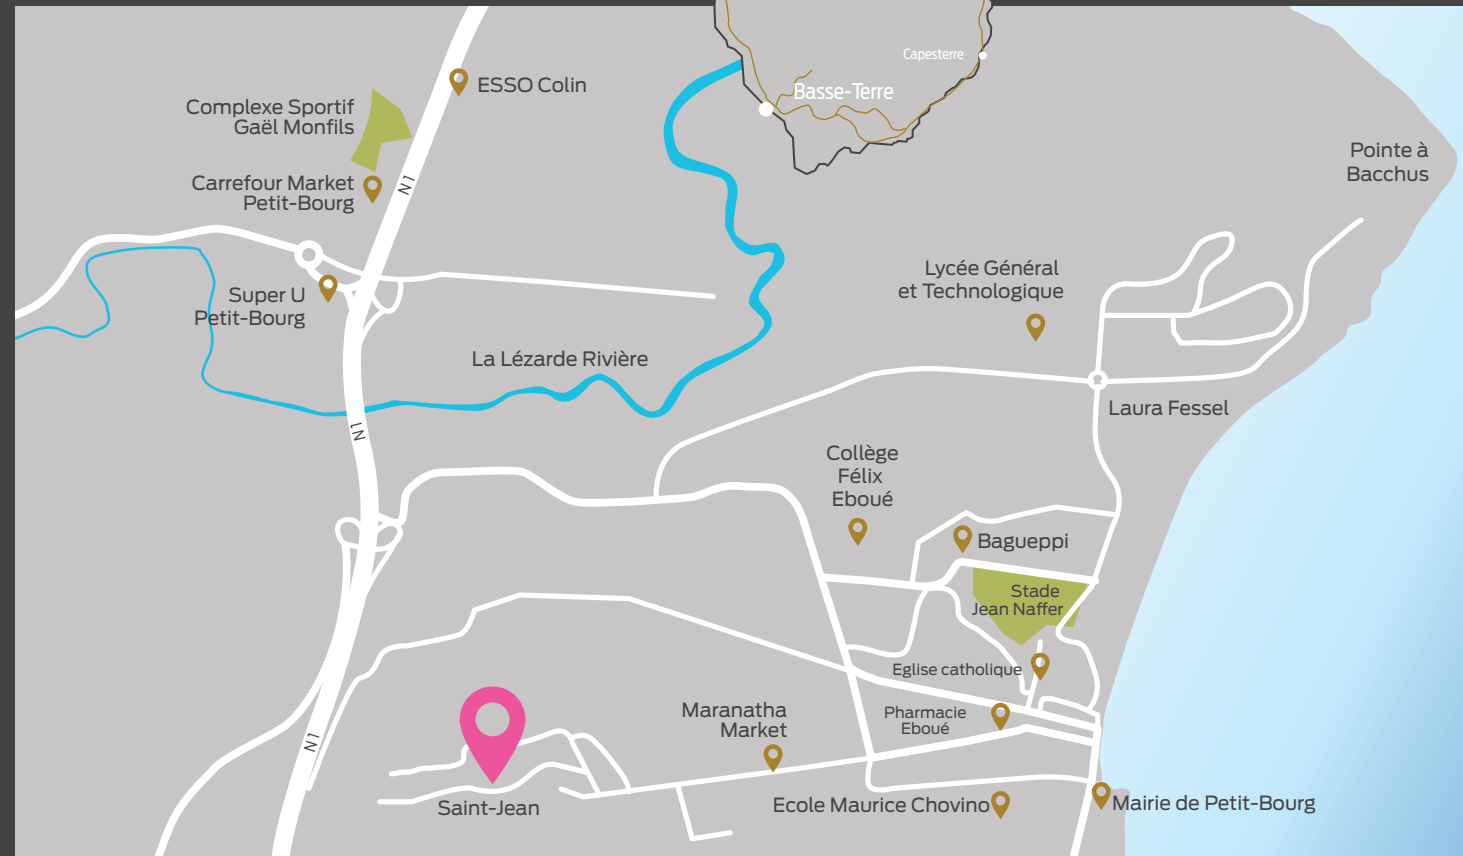 Capesterre
Basse-Terre
ESSO Colin
Complexe Sportif
Gaël Monfils
Carrefour Market
Petit-Bourg
N1
Pointe à
Bacchus
Super U
Petit-Bourg
Lycée Général
et Technologique
La Lézarde Rivière
N1
Laura Fessel
Collège
Félix
Eboué
Bagueppi
Stade
Jean Naffer
Eglise catholique
Maranatha
Market
Pharmacie
Eboué
N1
Saint-Jean
Ecole Maurice Chovino
Mairie de Petit-Bourg